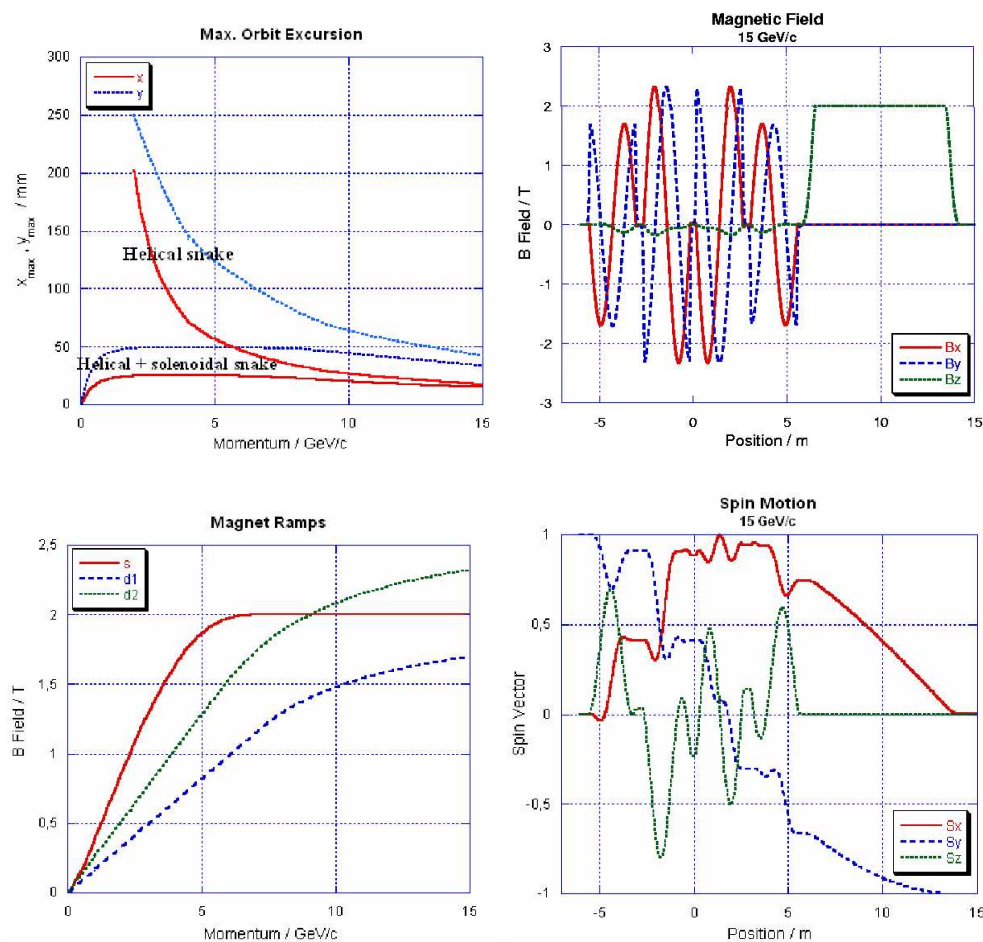 Max. Orbit Excursion
300
250
200
150
100
50
0
x
y
Helical snake
Helical + solenoidal snake
x_max , y_max / mm
0
5
10
15
Momentum / GeV/c
Magnetic Field
15 GeV/c
3
2
1
0
-1
-2
-3
Bx
By
Bz
B Field / T
-5
0
5
10
15
Position / m
Magnet Ramps
2,5
2
1,5
1
0,5
0
s
d1
d2
B Field / T
0
5
10
15
Momentum / GeV/c
Spin Motion
15 GeV/c
1
0,5
0
-0,5
-1
Sx
Sy
Sz
Spin Vector
-5
0
5
10
15
Position / m